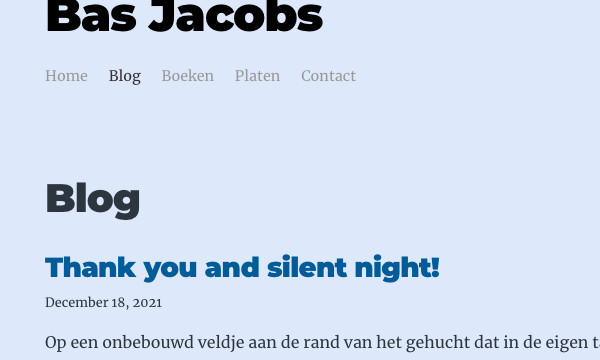 Bas Jacobs
Home Blog Boeken Platen Contact
Blog
Thank you and silent night!
December 18, 2021
Op een onbebouwd veldje aan de rand van het gehucht dat in de eigen